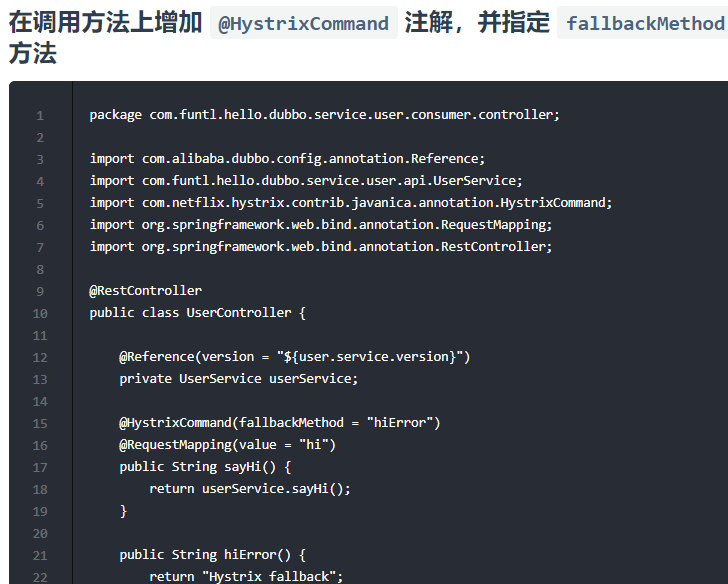 在调用方法上增加 @HystrixCommand 注解，并指定 fallbackMethod
方法
1 package com.funtl.hello.dubbo.service.user.consumer.controller;
2
3 import com.alibaba.dubbo.config.annotation.Reference;
4 import com.funtl.hello.dubbo.service.user.api.UserService;
5 import com.netflix.hystrix.contrib.javanica.annotation.HystrixCommand;
6 import org.springframework.web.bind.annotation.RequestMapping;
7 import org.springframework.web.bind.annotation.RestController;
8
9 @RestController
10 public class UserController {
11
12     @Reference(version = "${user.service.version}")
13     private UserService userService;
14
15     @HystrixCommand(fallbackMethod = "hiError")
16     @RequestMapping(value = "hi")
17     public String sayHi() {
18         return userService.sayHi();
19     }
20
21     public String hiError() {
22         return "Hystrix fallback";